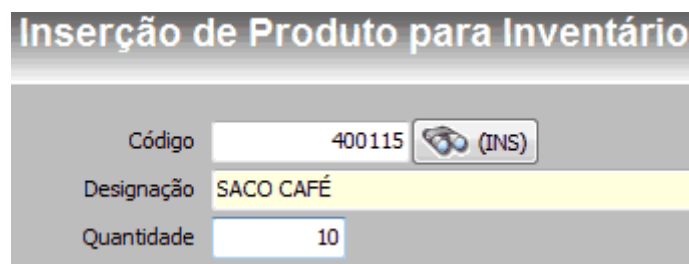 Inserção de Produto para Inventário
Código 400115 (INS)
Designação SACO CAFÉ
Quantidade 10